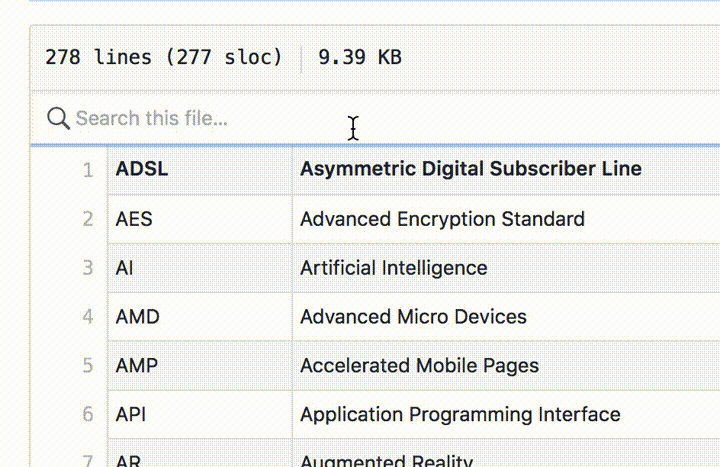 278 lines (277 sloc) 9.39 KB
Search this file...
1 ADSL Asymmetric Digital Subscriber Line
2 AES Advanced Encryption Standard
3 AI Artificial Intelligence
4 AMD Advanced Micro Devices
5 AMP Accelerated Mobile Pages
6 API Application Programming Interface
7 AR Augmented Reality